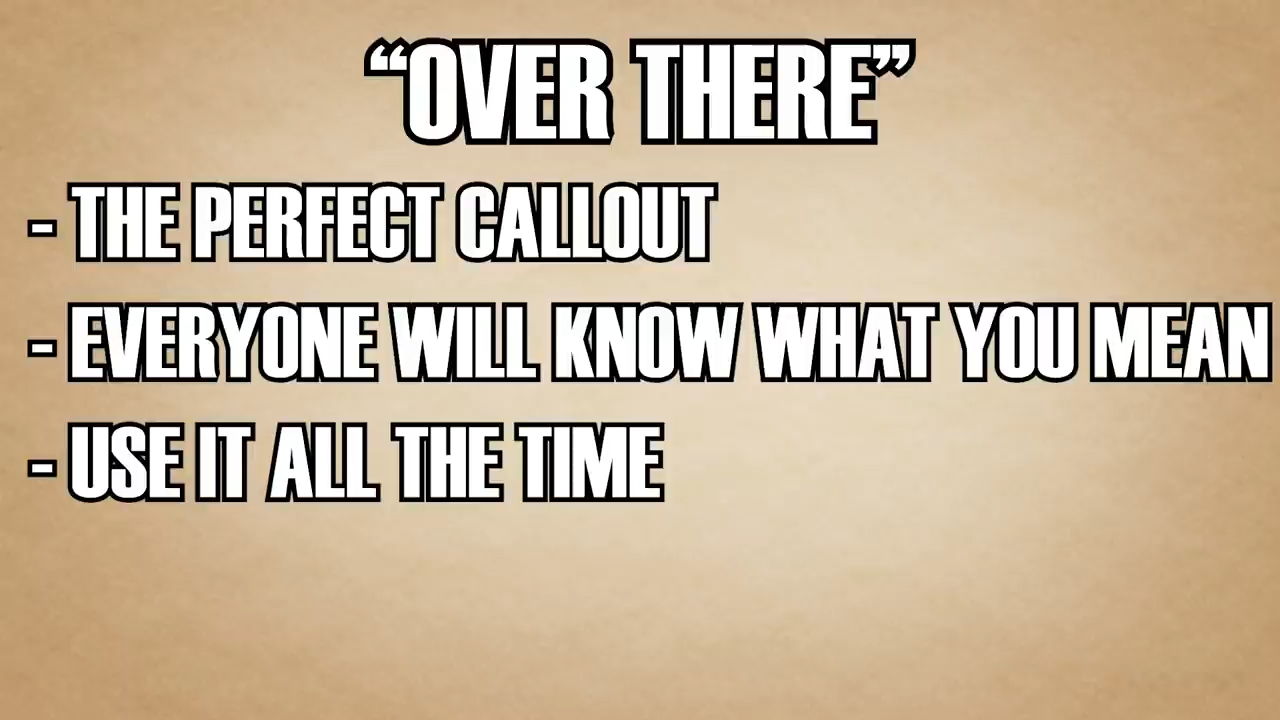 “OVER THERE”
- THE PERFECT CALLOUT
- EVERYONE WILL KNOW WHAT YOU MEAN
- USE IT ALL THE TIME